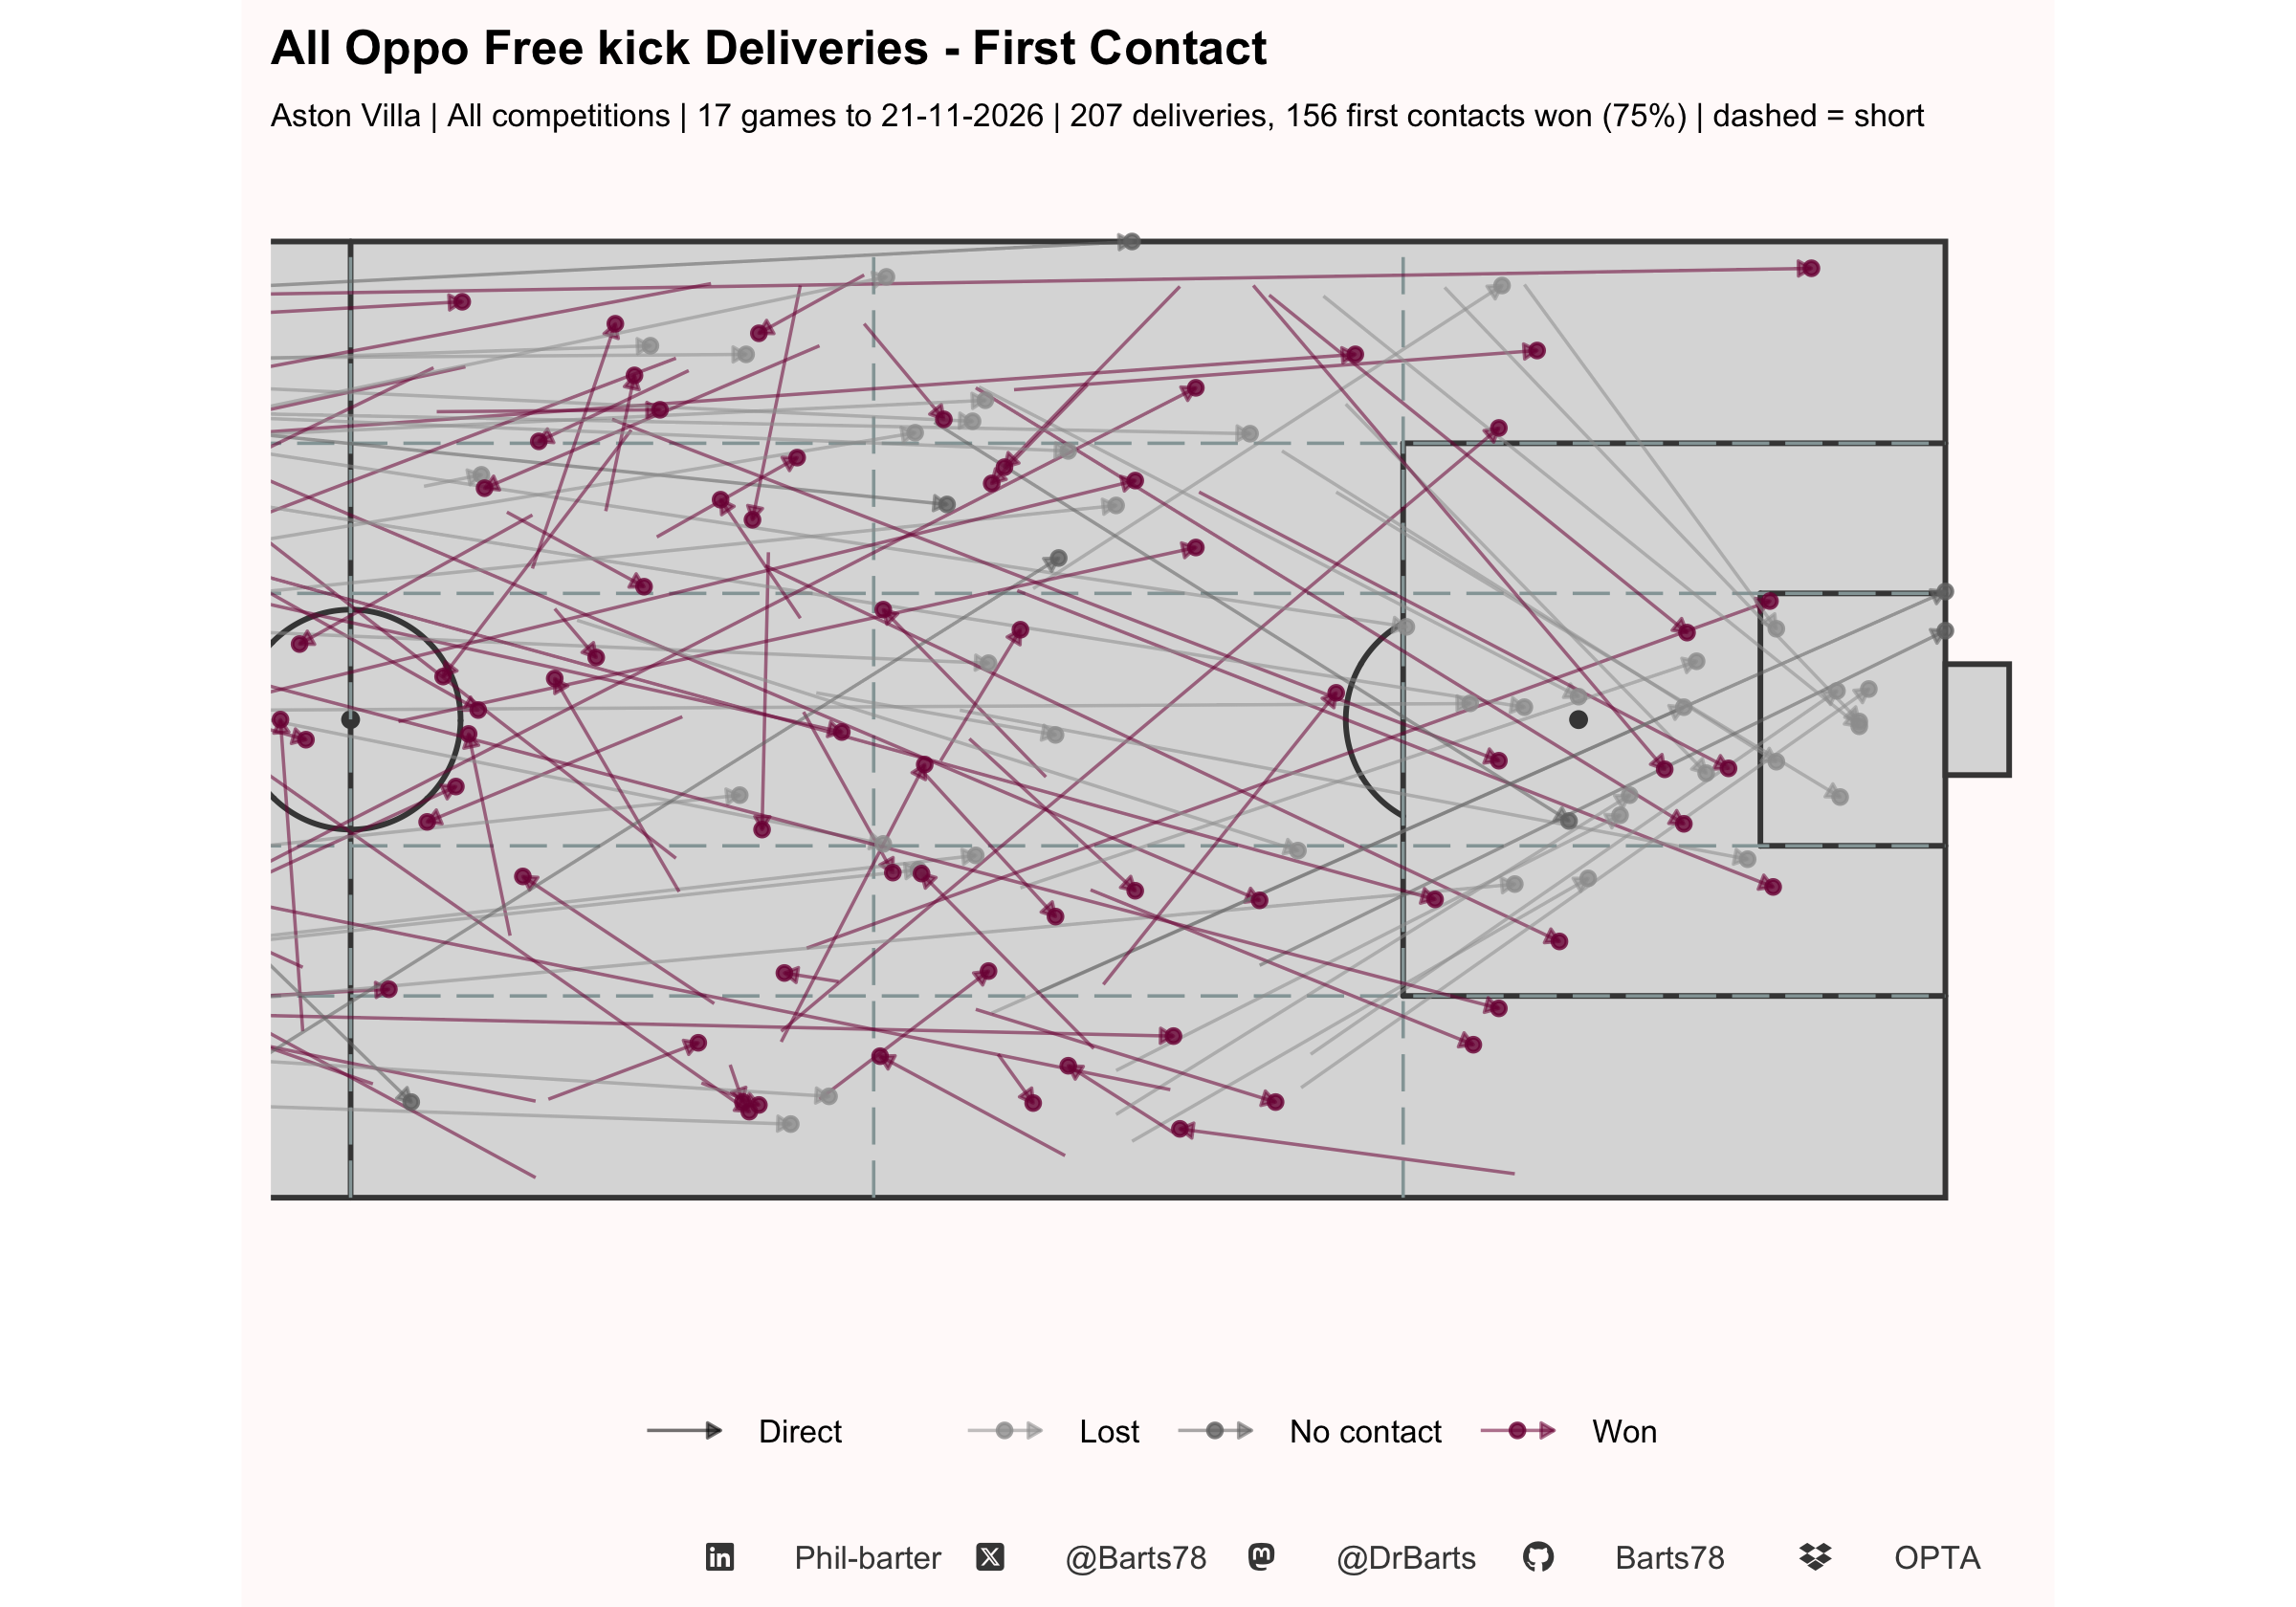 All Oppo Free kick Deliveries - First Contact
Aston Villa | All competitions | 17 games to 21-11-2026 | 207 deliveries, 156 first contacts won (75%) | dashed = short
Direct Lost No contact Won
Phil-barter @Barts78 @DrBarts Barts78 OPTA